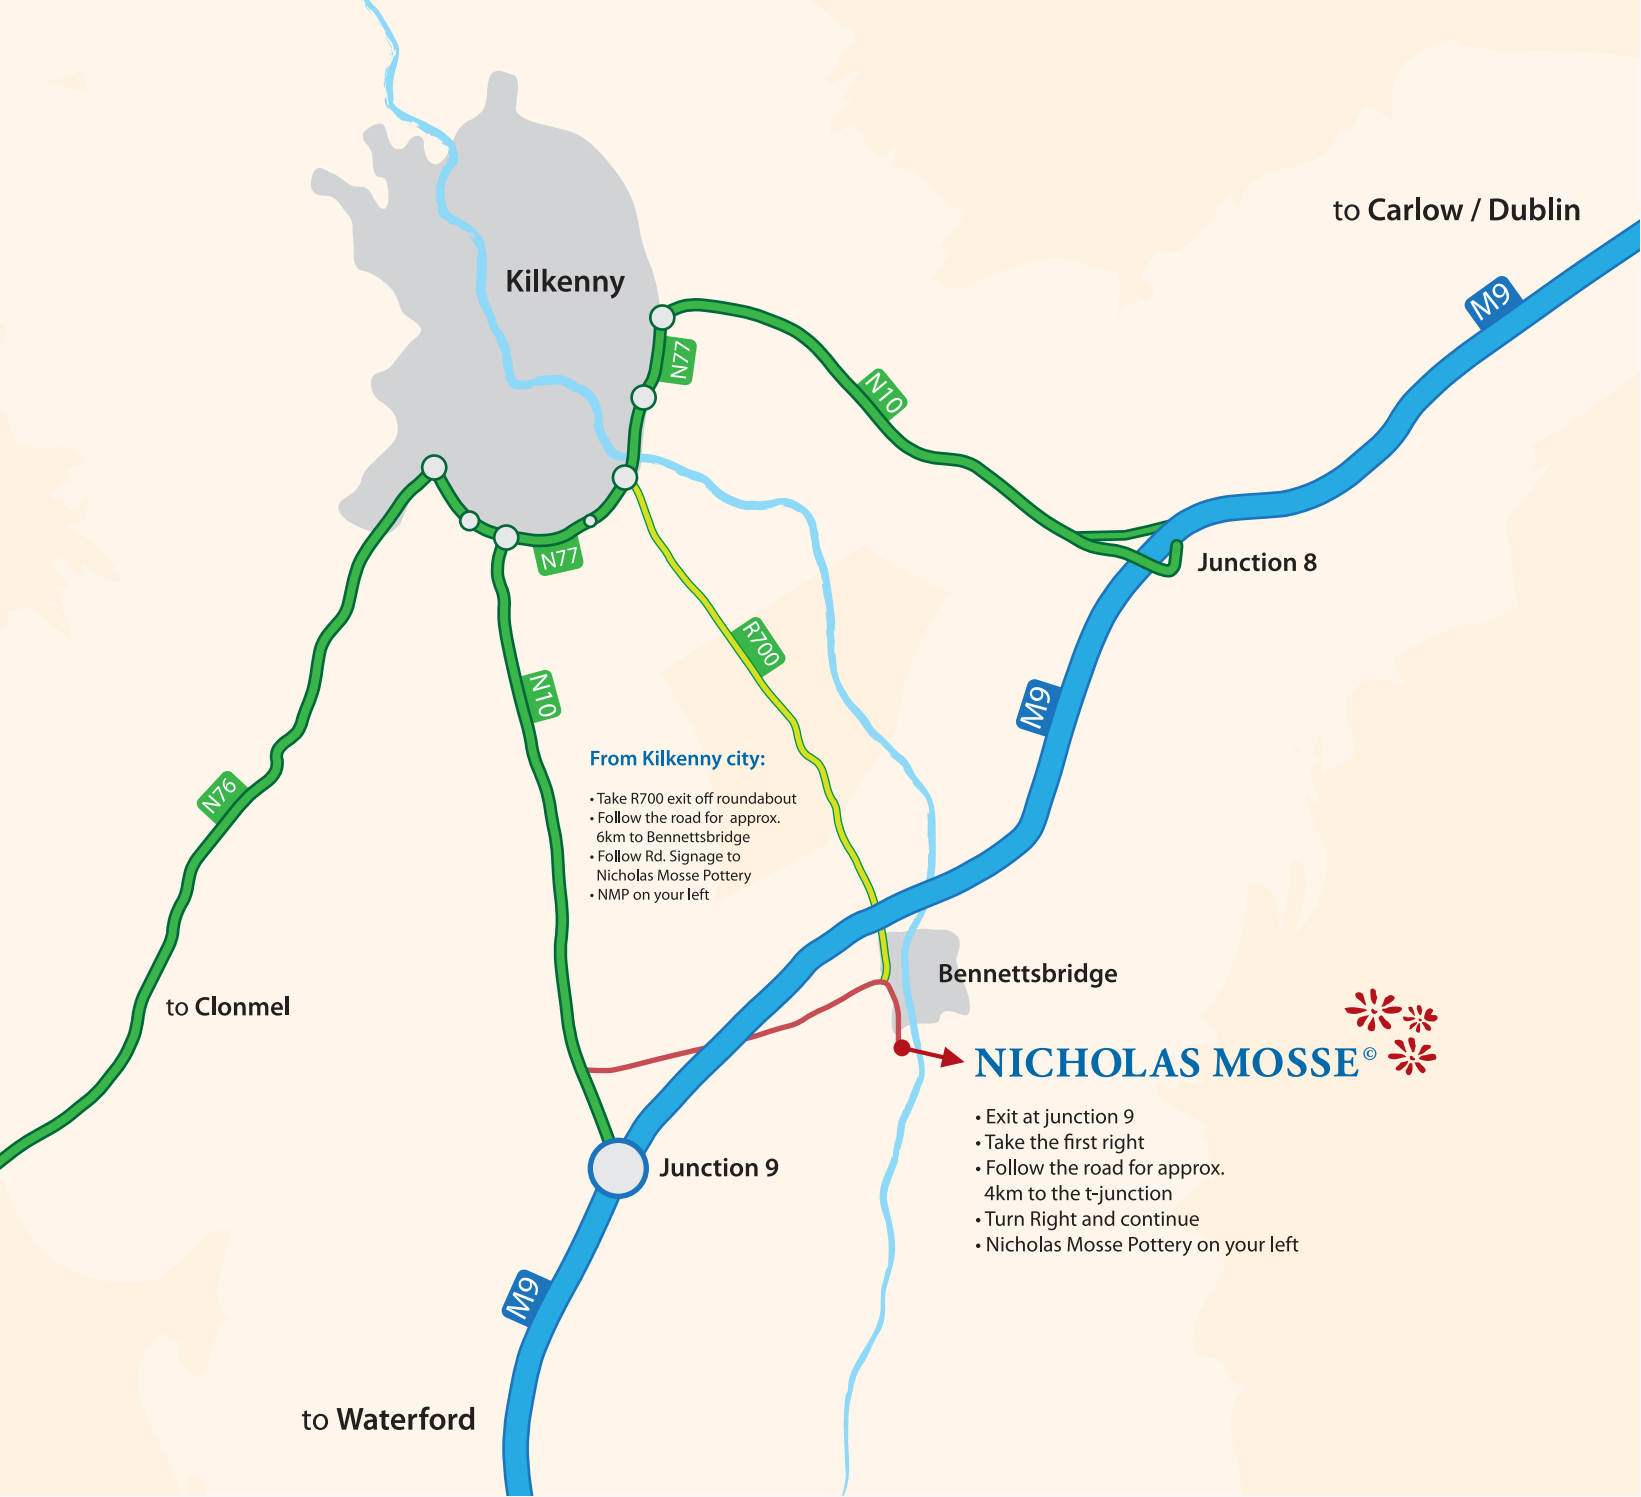 to Carlow / Dublin
M9
Kilkenny
N77
N10
N77
Junction 8
R700
N10
M9
N76
From Kilkenny city:
• Take R700 exit off roundabout
• Follow the road for approx.
6km to Bennettsbridge
• Follow Rd. Signage to
Nicholas Mosse Pottery
• NMP on your left
Bennettsbridge
to Clonmel
NICHOLAS MOSSE©
• Exit at junction 9
• Take the first right
• Follow the road for approx.
4km to the t-junction
• Turn Right and continue
• Nicholas Mosse Pottery on your left
Junction 9
M9
to Waterford